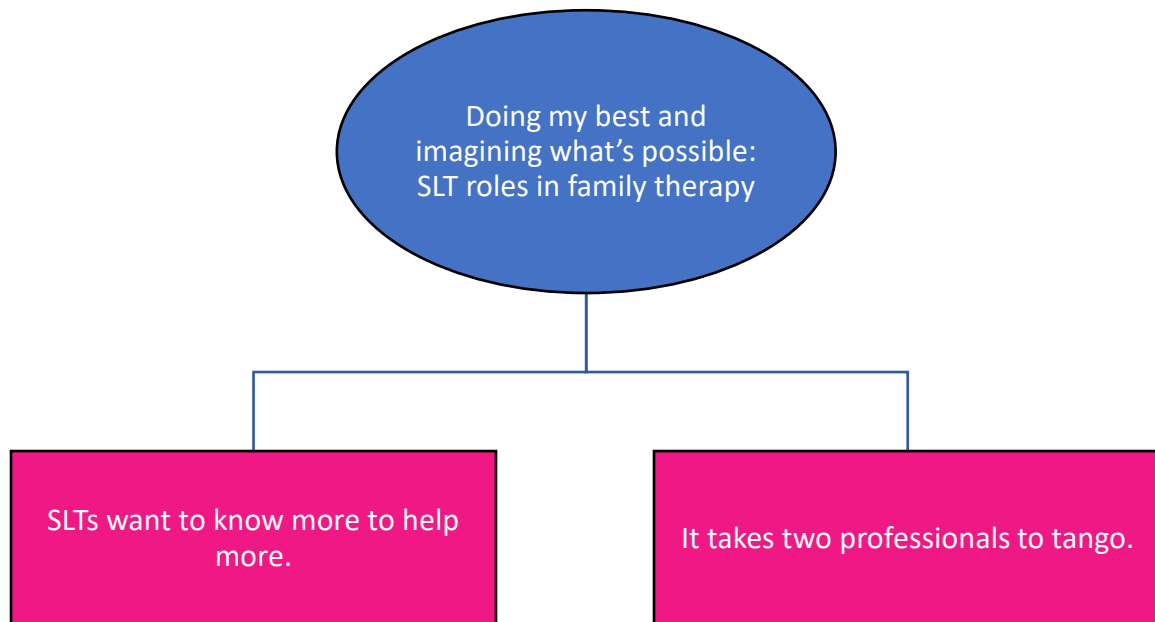 Doing my best and
imagining what’s possible:
SLT roles in family therapy
SLTs want to know more to help
more.
It takes two professionals to tango.